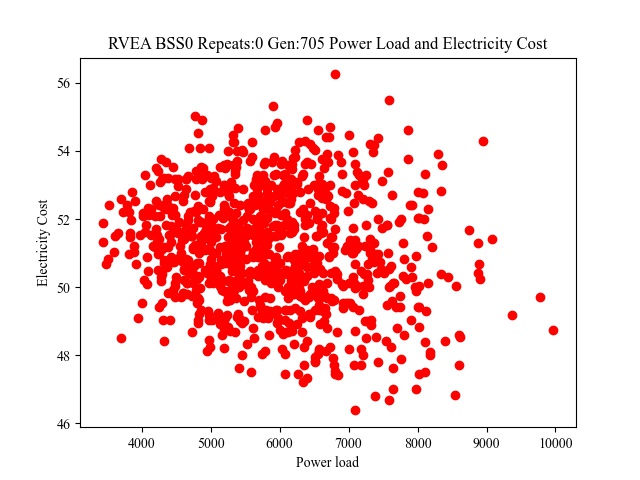 RVEA BSS0 Repeats:0 Gen:705 Power Load and Electricity Cost
56
54
52
50
48
46
Electricity Cost
4000 5000 6000 7000 8000 9000 10000
Power load